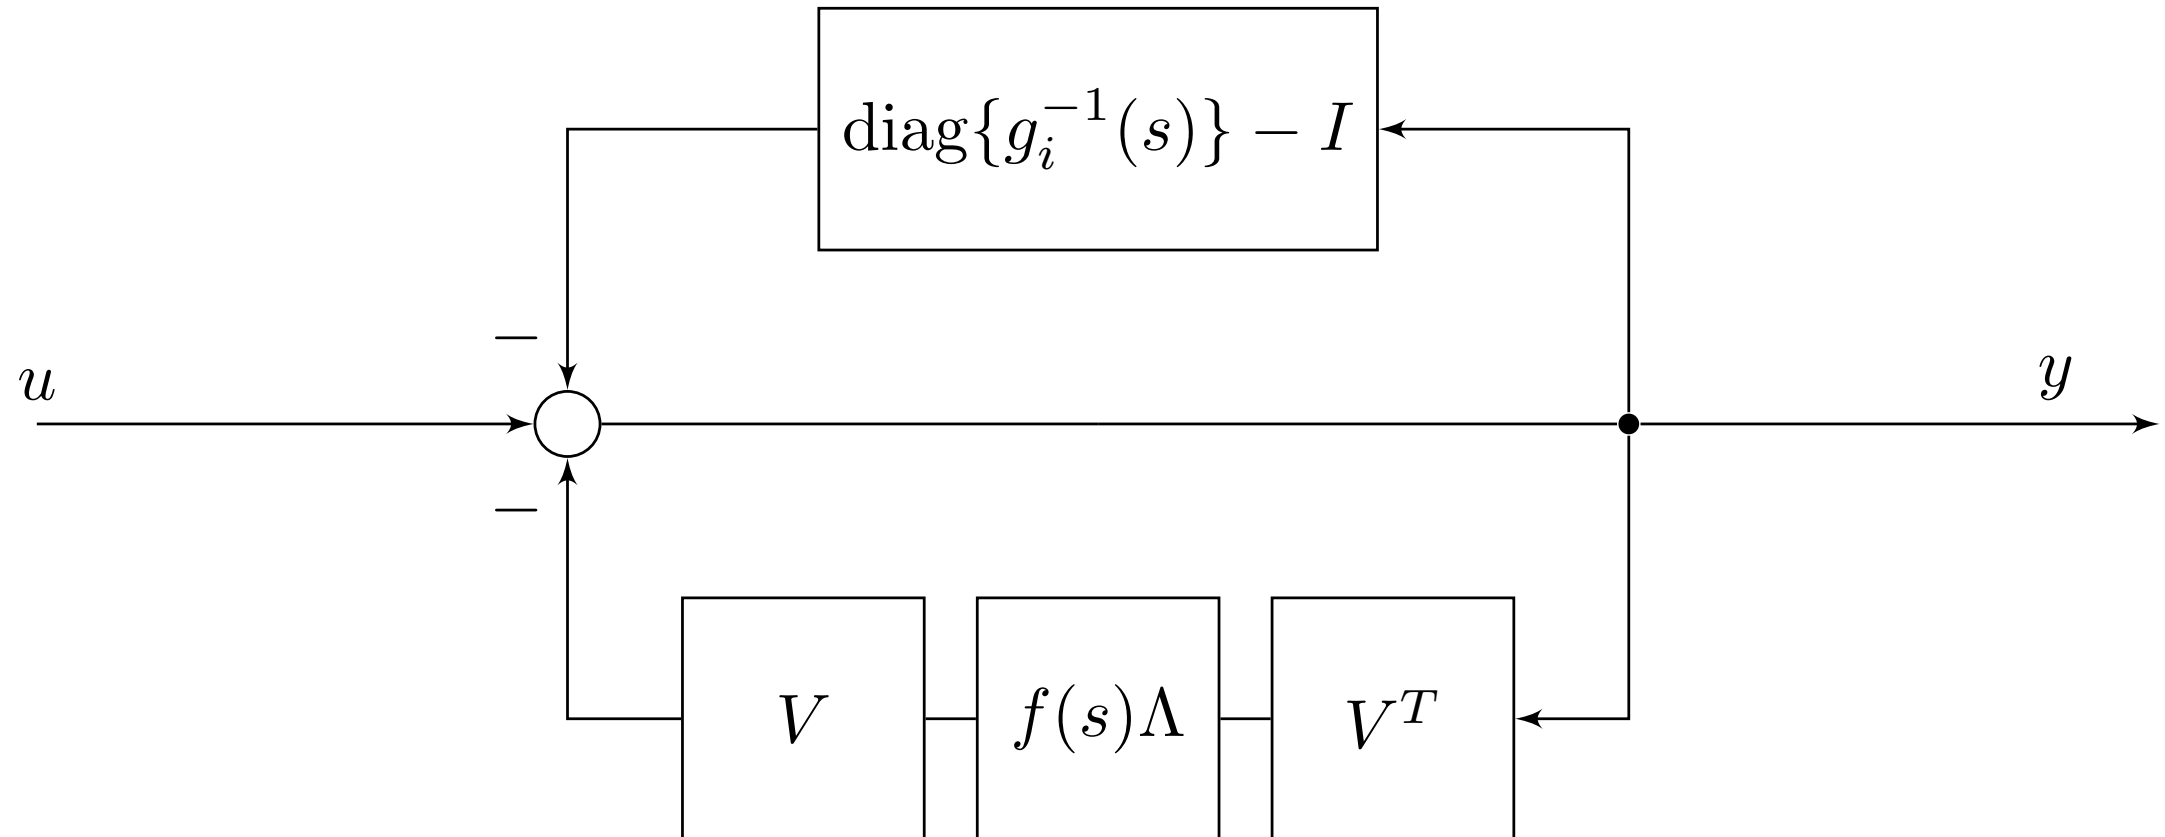 diag{g_i^{-1}(s)} − I
−
u
y
−
V
f(s)Λ
V^T